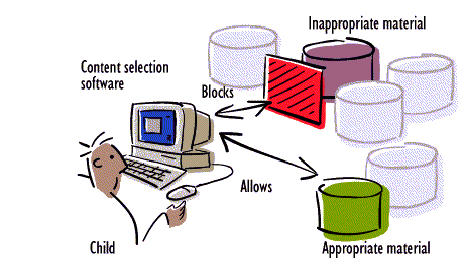 Inappropriate material
Content selection
software
Blocks
Allows
Child
Appropriate material